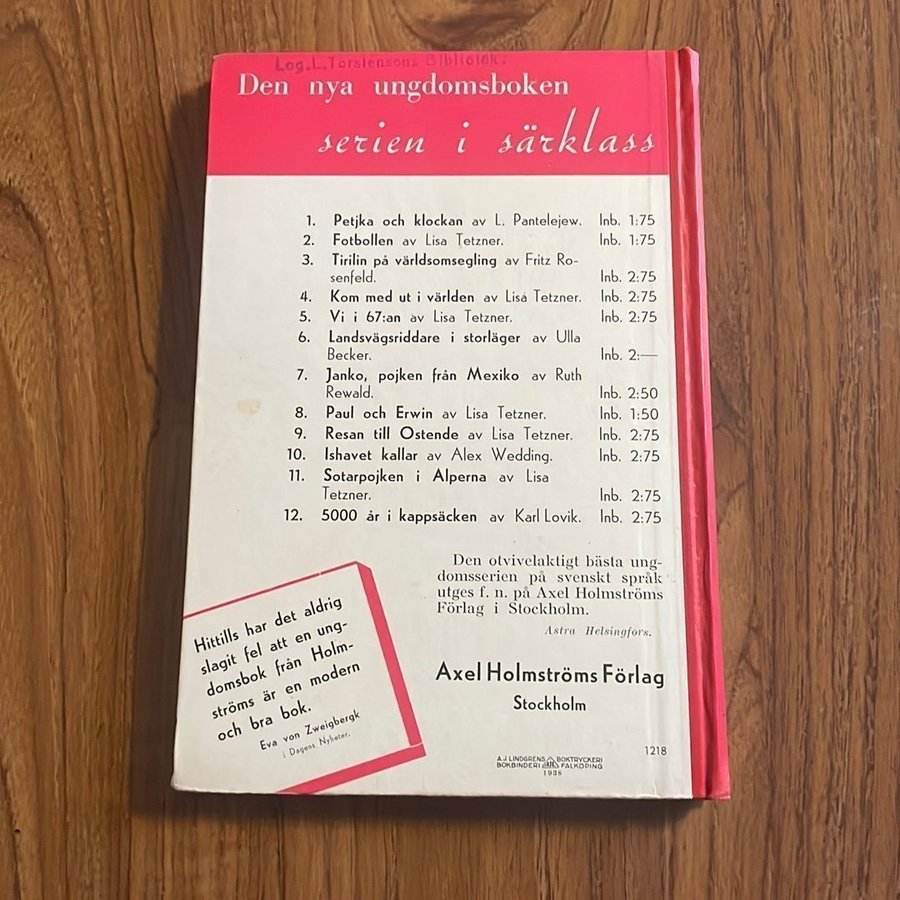 Log. L. Torstensons Bibliotek.
Den nya ungdomsboken
serien i särklass
1. Petjka och klockan av L. Pantelejew. Inb. 1:75
2. Fotbollen av Lisa Tetzner. Inb. 1:75
3. Tirilin på världsomsegling av Fritz Ro-
senfeld. Inb. 2:75
4. Kom med ut i världen av Lisa Tetzner. Inb. 2:75
5. Vi i 67:an av Lisa Tetzner. Inb. 2:75
6. Landsvägsriddare i storläger av Ulla
Becker. Inb. 2:—
7. Janko, pojken från Mexiko av Ruth
Rewald. Inb. 2:50
8. Paul och Erwin av Lisa Tetzner. Inb. 1:50
9. Resan till Ostende av Lisa Tetzner. Inb. 2:75
10. Ishavet kallar av Alex Wedding. Inb. 2:75
11. Sotarpojken i Alperna av Lisa
Tetzner. Inb. 2:75
12. 5000 år i kappsäcken av Karl Lovik. Inb. 2:75
Den otvivelaktigt bästa ung-
domsserien på svenskt språk
utges f. n. på Axel Holmströms
Förlag i Stockholm.
Astra Helsingfors.
Hittills har det aldrig
slagit fel att en ung-
domsbok från Holm-
ströms är en modern
och bra bok.
Eva von Zweigbergk
i Dagens Nyheter.
Axel Holmströms Förlag
Stockholm
1218
A.J. LINDGRENS BOKTRYCKERI
BOKBINDERI FALKÖPING
1938